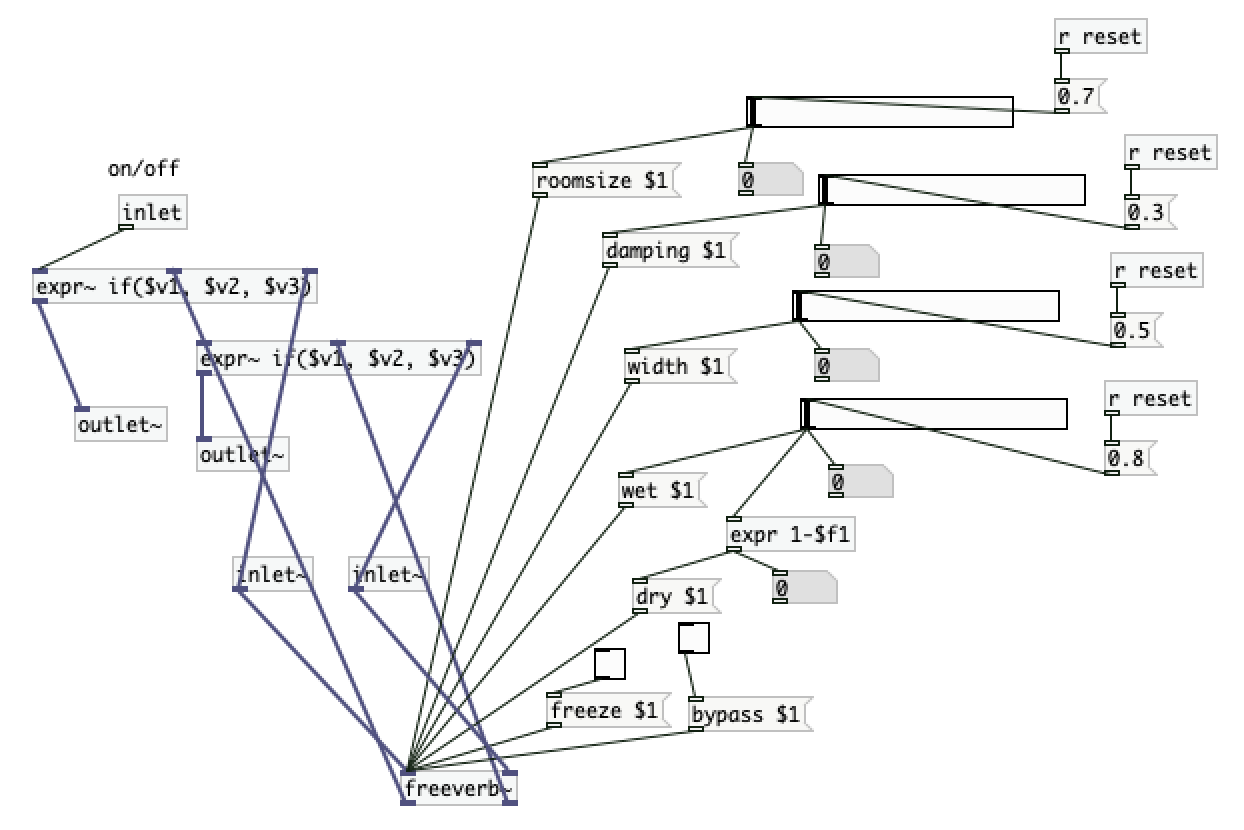 r reset
0.7
r reset
on/off
roomsize $1
0
inlet
0.3
damping $1
0
r reset
expr~ if($v1, $v2, $v3)
0.5
expr~ if($v1, $v2, $v3)
width $1
0
r reset
outlet~
outlet~
0.8
wet $1
0
expr 1-$f1
inlet~
inlet~
dry $1
0
freeze $1
bypass $1
freeverb~